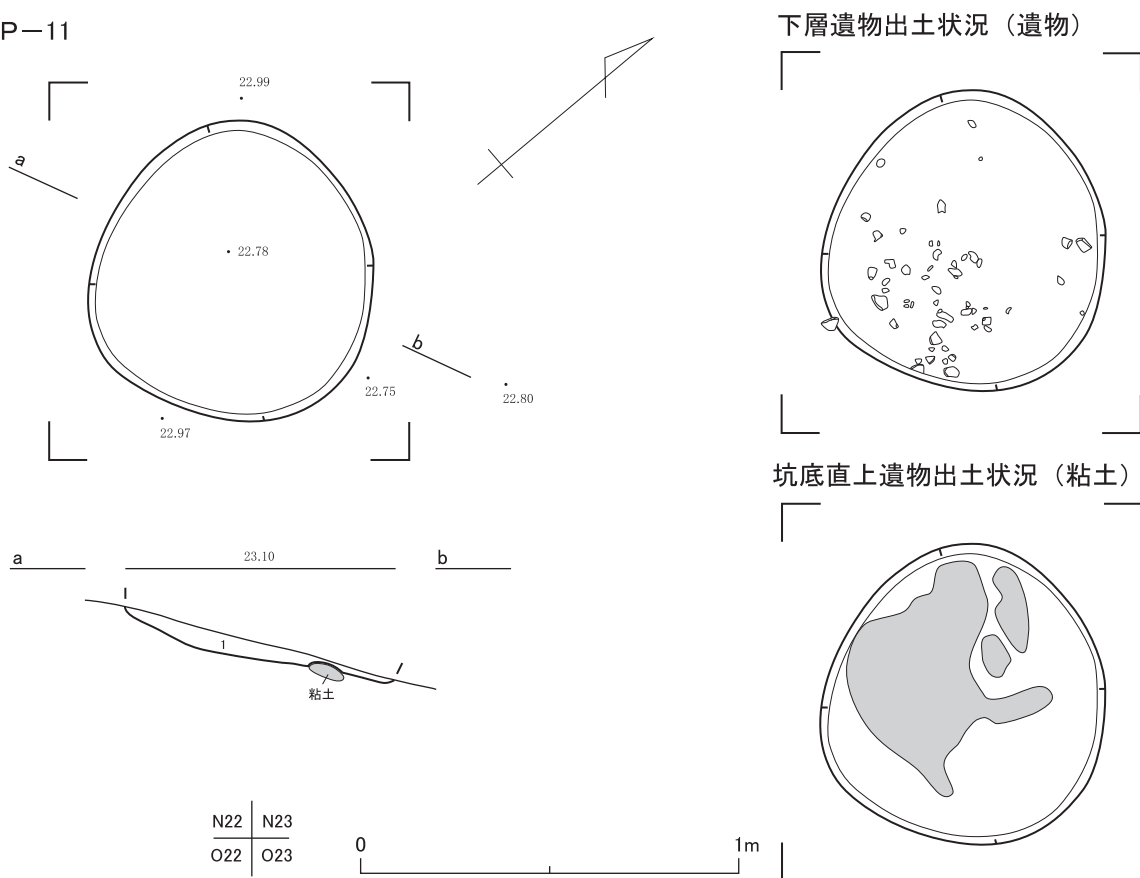 P－11
22.99
a
22.78
b
22.75
22.80
22.97
a
23.10
b
1
粘土
N22 N23
O22 O23
0
1m
下層遺物出土状況（遺物）
坑底直上遺物出土状況（粘土）